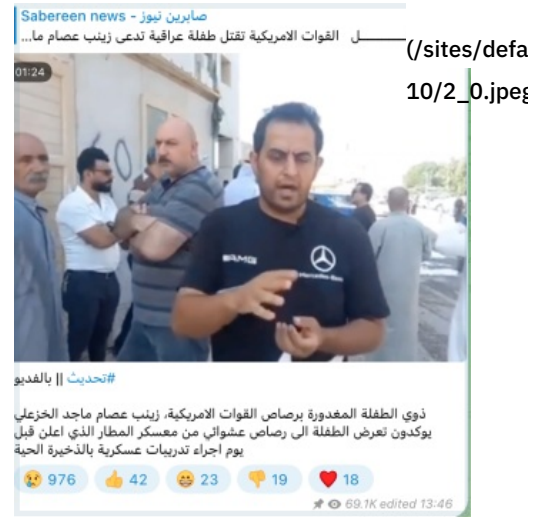 Sabereen news - صابرين نيوز
القوات الامريكية تقتل طفلة عراقية تدعى زينب عصام ما...
(/sites/defa
10/2_0.jpeg
01:24
AMG
Mercedes-Benz
#تحديث || بالفديو
ذوي الطفلة المغدورة برصاص القوات الامريكية، زينب عصام ماجد الخزعلي
يوكدون تعرض الطفلة الى رصاص عشوائي من معسكر المطار الذي اعلن قبل
يوم اجراء تدريبات عسكرية بالذخيرة الحية
😢 976 👍 42 😁 23 👎 19 ❤️ 18
69.1K edited 13:46